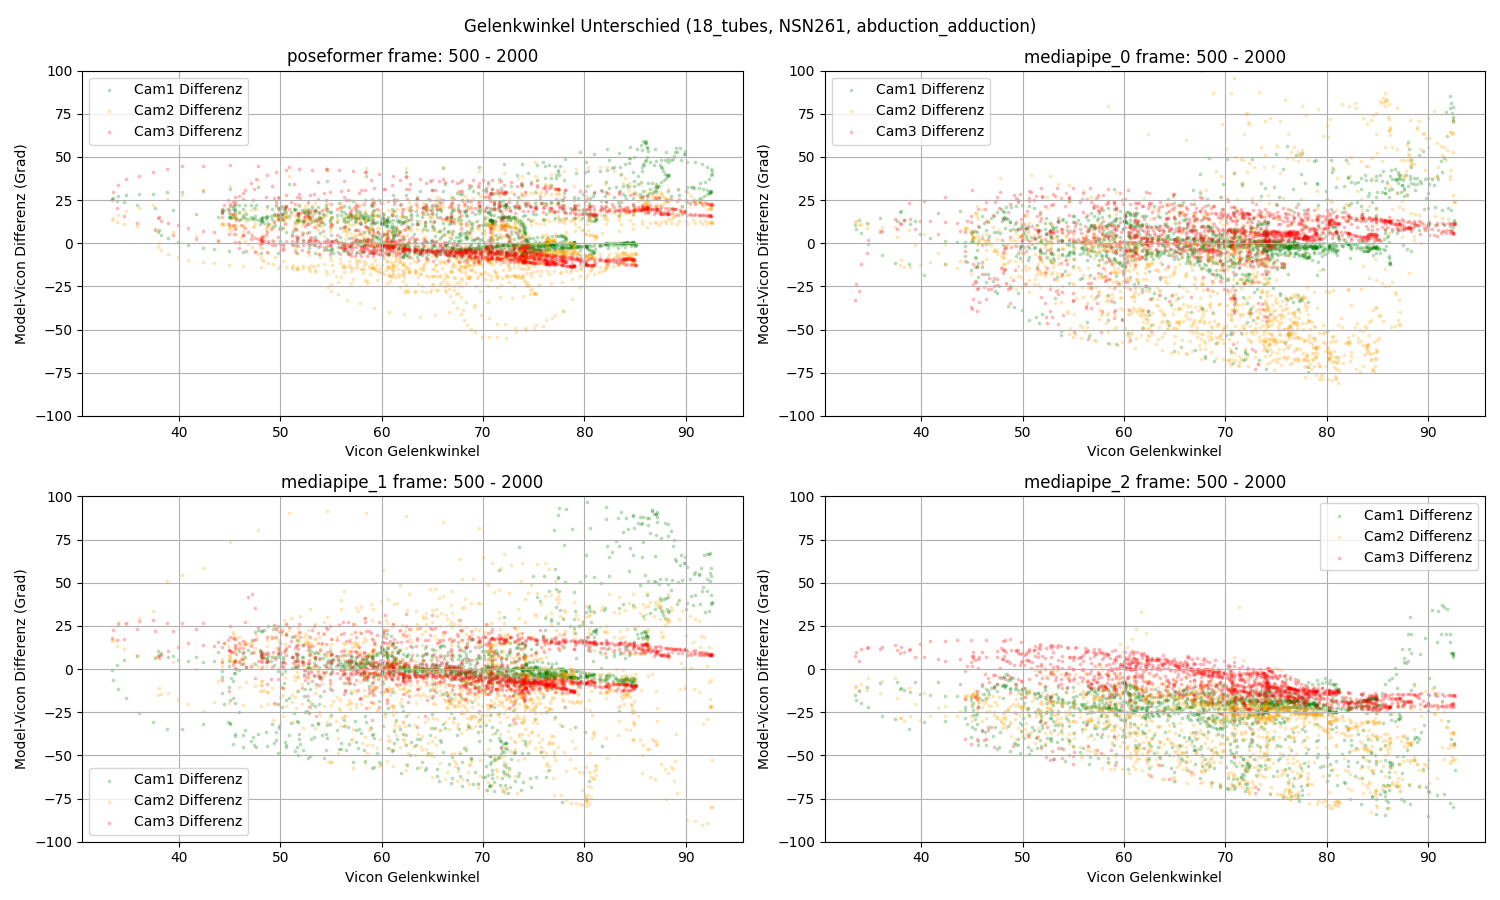 Gelenkwinkel Unterschied (18_tubes, NSN261, abduction_adduction)
poseformer frame: 500 - 2000
100
75
50
25
0
−25
−50
−75
−100
Model-Vicon Differenz (Grad)
Cam1 Differenz
Cam2 Differenz
Cam3 Differenz
40 50 60 70 80 90
Vicon Gelenkwinkel
mediapipe_0 frame: 500 - 2000
100
75
50
25
0
−25
−50
−75
−100
Model-Vicon Differenz (Grad)
Cam1 Differenz
Cam2 Differenz
Cam3 Differenz
40 50 60 70 80 90
Vicon Gelenkwinkel
mediapipe_1 frame: 500 - 2000
100
75
50
25
0
−25
−50
−75
−100
Model-Vicon Differenz (Grad)
Cam1 Differenz
Cam2 Differenz
Cam3 Differenz
40 50 60 70 80 90
Vicon Gelenkwinkel
mediapipe_2 frame: 500 - 2000
100
75
50
25
0
−25
−50
−75
−100
Model-Vicon Differenz (Grad)
Cam1 Differenz
Cam2 Differenz
Cam3 Differenz
40 50 60 70 80 90
Vicon Gelenkwinkel